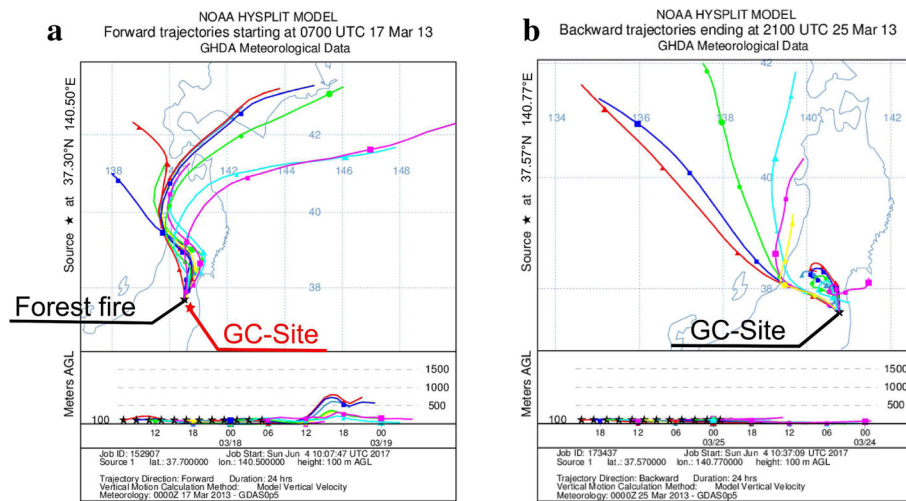 a
NOAA HYSPLIT MODEL
Forward trajectories starting at 0700 UTC 17 Mar 13
GHDA Meteorological Data
Source ★ at 37.30°N 140.50°E
138
142
144
146
148
42
40
38
Forest fire
GC-Site
Meters AGL
1500
1000
500
100
12
18
00
06
12
18
00
03/18
03/19
Job ID: 152907 Job Start: Sun Jun 4 10:07:47 UTC 2017
Source 1 lat.: 37.700000 lon.: 140.500000 height: 100 m AGL
Trajectory Direction: Forward Duration: 24 hrs
Vertical Motion Calculation Method: Model Vertical Velocity
Meteorology: 0000Z 17 Mar 2013 - GDAS0p5
b
NOAA HYSPLIT MODEL
Backward trajectories ending at 2100 UTC 25 Mar 13
GHDA Meteorological Data
Source ★ at 37.57°N 140.77°E
42
134
136
138
140
142
40
38
GC-Site
Meters AGL
1500
1000
500
100
18
12
06
00
18
12
06
00
03/25
03/24
Job ID: 173437 Job Start: Sun Jun 4 10:37:09 UTC 2017
Source 1 lat.: 37.570000 lon.: 140.770000 height: 100 m AGL
Trajectory Direction: Backward Duration: 24 hrs
Vertical Motion Calculation Method: Model Vertical Velocity
Meteorology: 0000Z 25 Mar 2013 - GDAS0p5